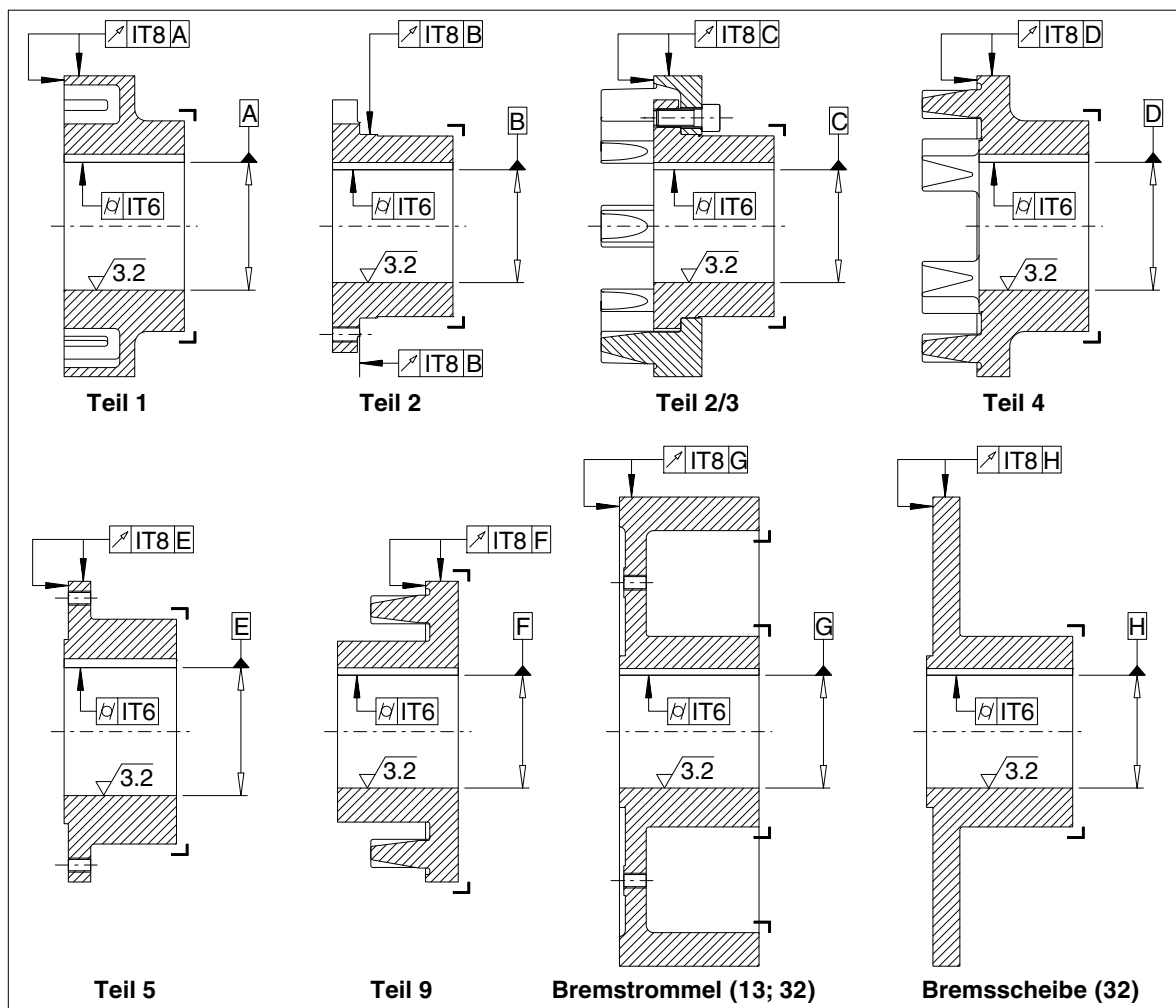 ↗ IT8 A
↗ IT8 B
↗ IT8 C
↗ IT8 D
A
B
C
D
⌭ IT6
⌭ IT6
⌭ IT6
⌭ IT6
3.2
3.2
3.2
3.2
↗ IT8 B
Teil 1
Teil 2
Teil 2/3
Teil 4
↗ IT8 E
↗ IT8 F
↗ IT8 G
↗ IT8 H
E
F
G
H
⌭ IT6
⌭ IT6
⌭ IT6
⌭ IT6
3.2
3.2
3.2
3.2
Teil 5
Teil 9
Bremstrommel (13; 32)
Bremsscheibe (32)